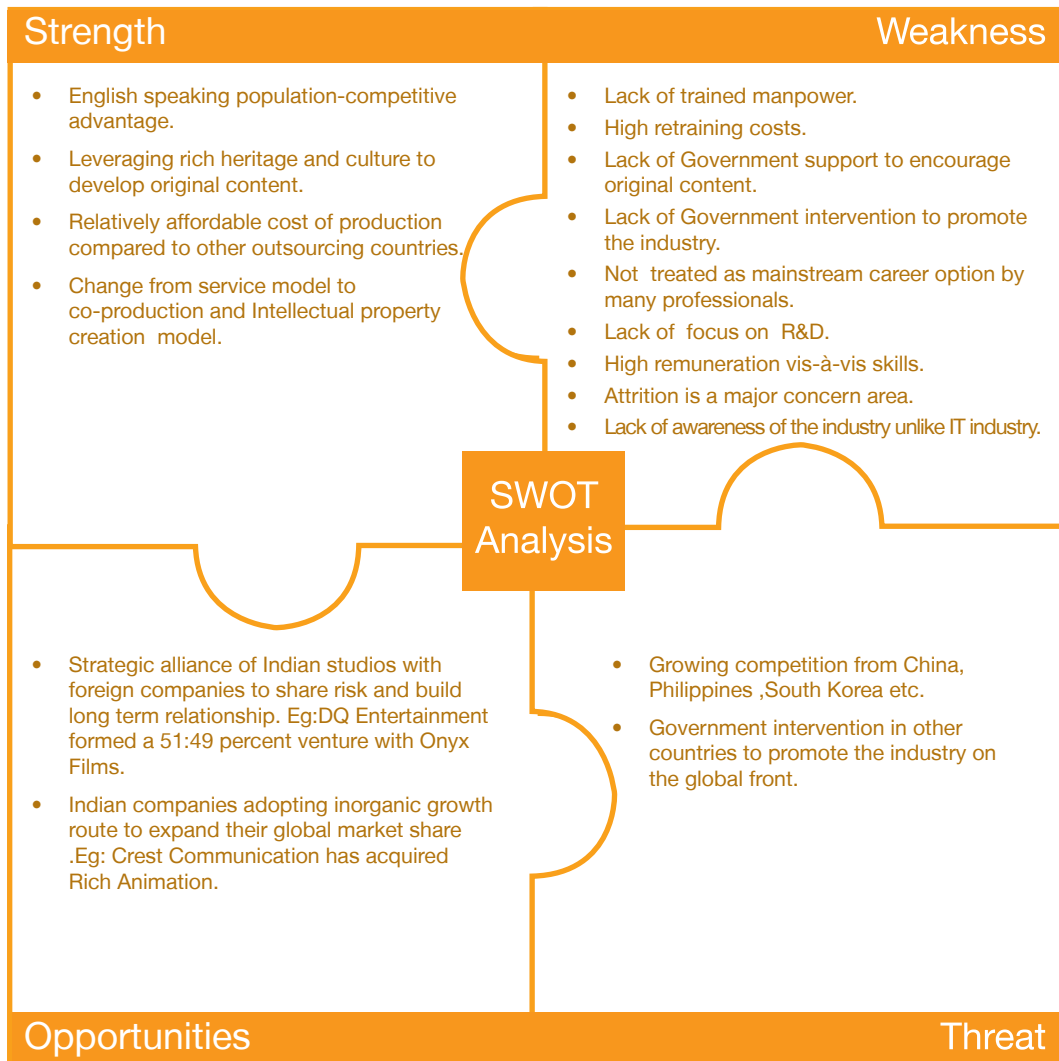 Strength
• English speaking population-competitive
advantage.
• Leveraging rich heritage and culture to
develop original content.
• Relatively affordable cost of production
compared to other outsourcing countries.
• Change from service model to
co-production and Intellectual property
creation model.
Weakness
• Lack of trained manpower.
• High retraining costs.
• Lack of Government support to encourage
original content.
• Lack of Government intervention to promote
the industry.
• Not treated as mainstream career option by
many professionals.
• Lack of focus on R&D.
• High remuneration vis-à-vis skills.
• Attrition is a major concern area.
• Lack of awareness of the industry unlike IT industry.
SWOT
Analysis
• Strategic alliance of Indian studios with
foreign companies to share risk and build
long term relationship. Eg:DQ Entertainment
formed a 51:49 percent venture with Onyx
Films.
• Indian companies adopting inorganic growth
route to expand their global market share
.Eg: Crest Communication has acquired
Rich Animation.
Opportunities
• Growing competition from China,
Philippines ,South Korea etc.
• Government intervention in other
countries to promote the industry on
the global front.
Threat